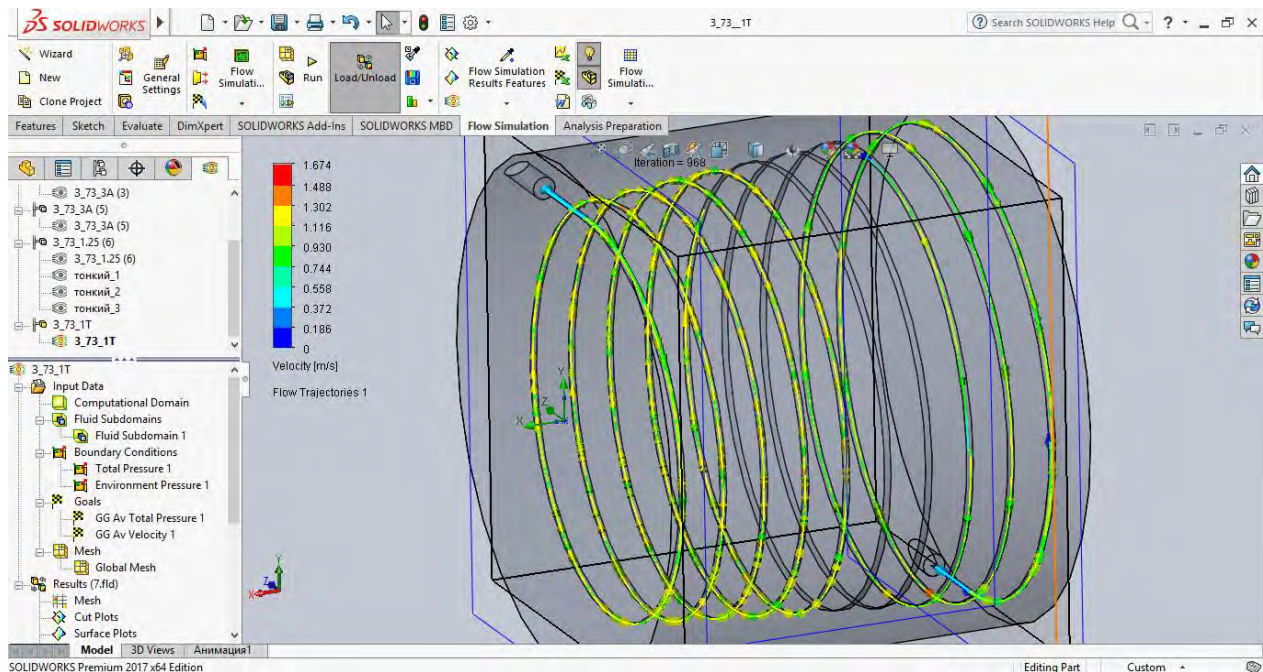 SOLIDWORKS
3_73__1T
Search SOLIDWORKS Help
?
Wizard
New
Clone Project
General Settings
Flow Simulati...
Run
Load/Unload
Flow Simulation Results Features
Flow Simulati...
Features
Sketch
Evaluate
DimXpert
SOLIDWORKS Add-Ins
SOLIDWORKS MBD
Flow Simulation
Analysis Preparation
3_73_3A (3)
3_73_3A (5)
3_73_3A (5)
3_73_1.25 (6)
3_73_1.25 (6)
тонкий_1
тонкий_2
тонкий_3
3_73_1T
3_73_1T
3_73_1T
Input Data
Computational Domain
Fluid Subdomains
Fluid Subdomain 1
Boundary Conditions
Total Pressure 1
Environment Pressure 1
Goals
GG Av Total Pressure 1
GG Av Velocity 1
Mesh
Global Mesh
Results (7.fld)
Mesh
Cut Plots
Surface Plots
1.674
1.488
1.302
1.116
0.930
0.744
0.558
0.372
0.186
0
Velocity [m/s]
Flow Trajectories 1
Iteration = 968
Y
X
Z
Y
X
Z
Model
3D Views
Анимация1
SOLIDWORKS Premium 2017 x64 Edition
Editing Part
Custom